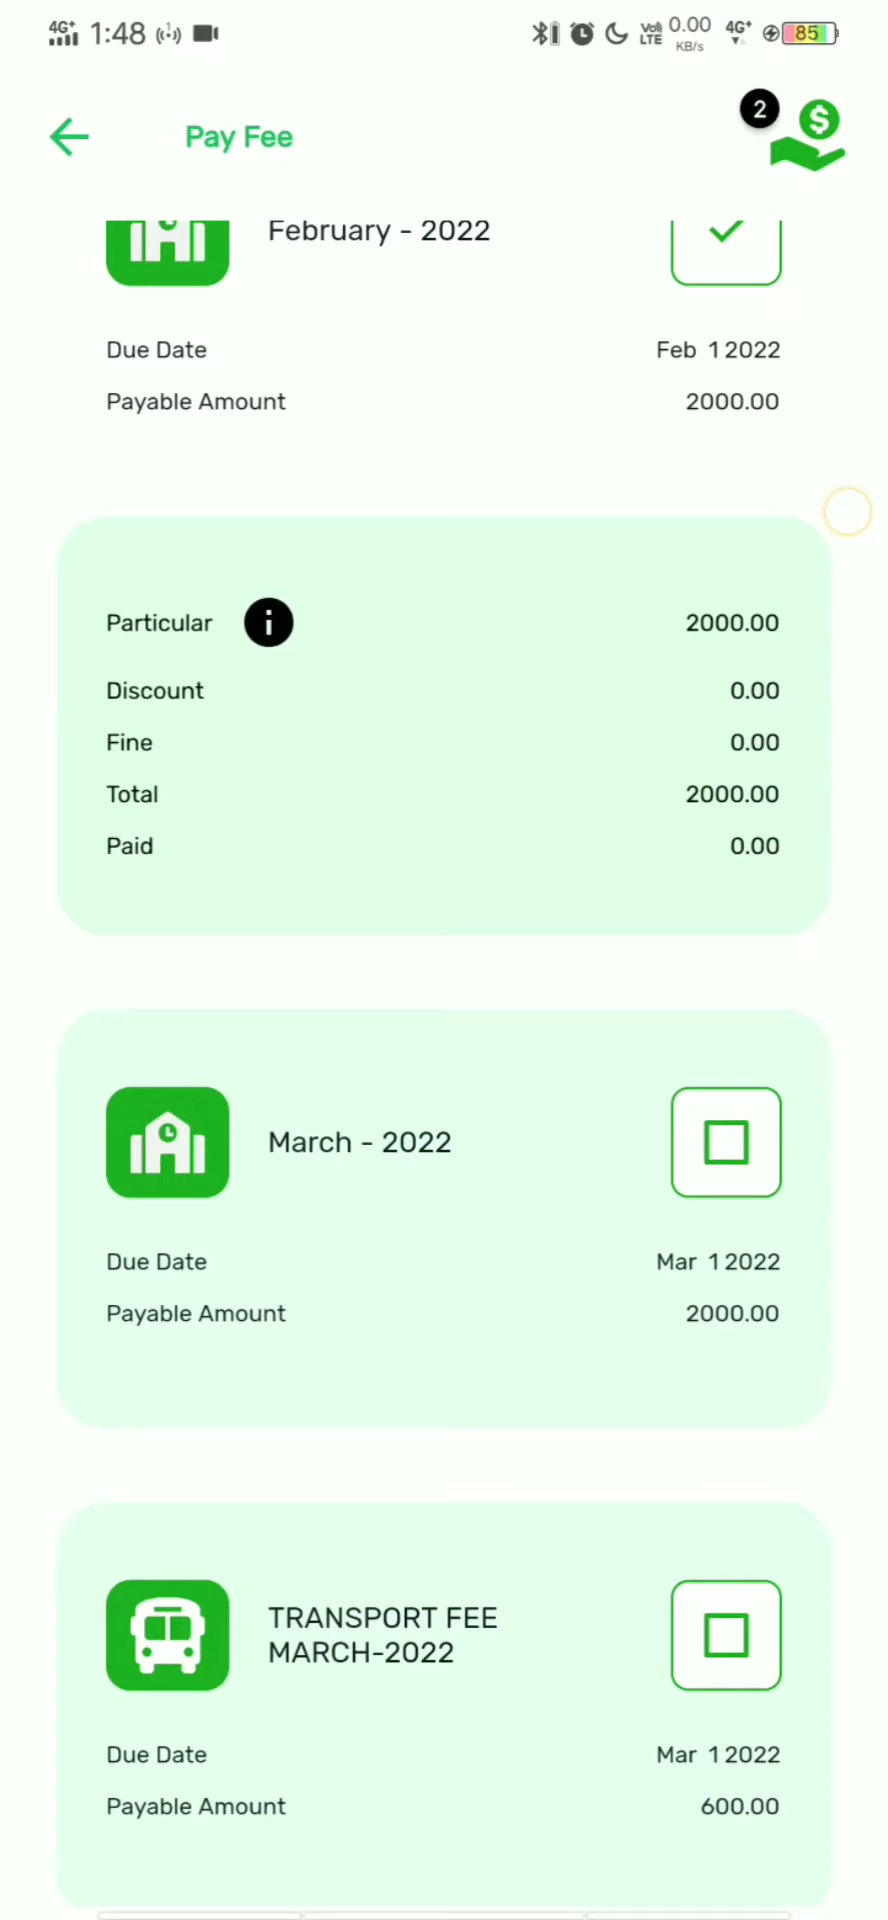 4G+ 1:48 Vo) LTE 0.00 KB/s 4G+ 85
2
Pay Fee
February - 2022
Due Date Feb 1 2022
Payable Amount 2000.00
Particular i 2000.00
Discount 0.00
Fine 0.00
Total 2000.00
Paid 0.00
March - 2022
Due Date Mar 1 2022
Payable Amount 2000.00
TRANSPORT FEE
MARCH-2022
Due Date Mar 1 2022
Payable Amount 600.00